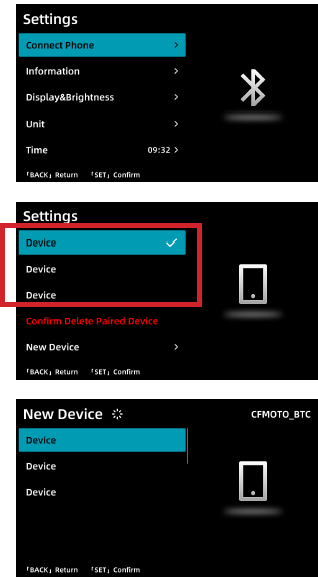 Settings
Connect Phone
Information
Display&Brightness
Unit
Time 09:32
「BACK」Return 「SET」Confirm
Settings
Device
Device
Device
Confirm Delete Paired Device
New Device
「BACK」Return 「SET」Confirm
New Device CFMOTO_BTC
Device
Device
Device
「BACK」Return 「SET」Confirm